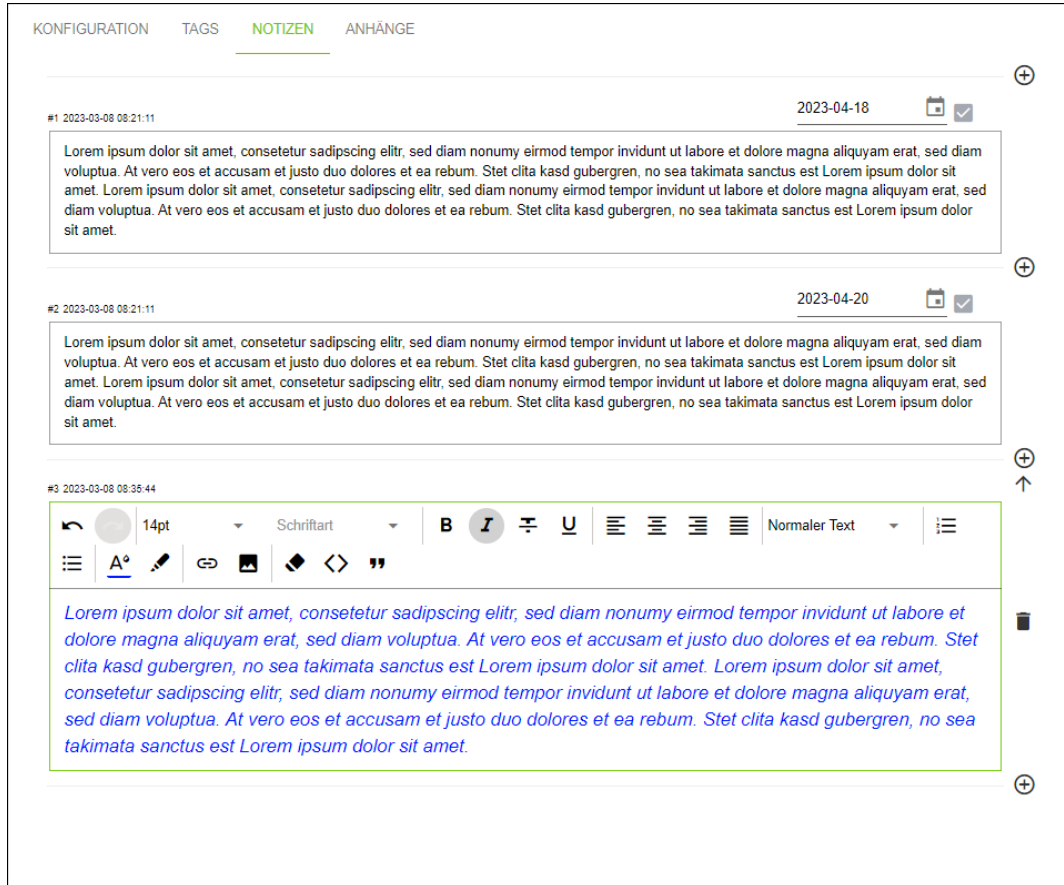 KONFIGURATION TAGS NOTIZEN ANHÄNGE
2023-04-18
#1 2023-03-08 08:21:11
Lorem ipsum dolor sit amet, consetetur sadipscing elitr, sed diam nonumy eirmod tempor invidunt ut labore et dolore magna aliquyam erat, sed diam
voluptua. At vero eos et accusam et justo duo dolores et ea rebum. Stet clita kasd gubergren, no sea takimata sanctus est Lorem ipsum dolor sit
amet. Lorem ipsum dolor sit amet, consetetur sadipscing elitr, sed diam nonumy eirmod tempor invidunt ut labore et dolore magna aliquyam erat, sed
diam voluptua. At vero eos et accusam et justo duo dolores et ea rebum. Stet clita kasd gubergren, no sea takimata sanctus est Lorem ipsum dolor
sit amet.
2023-04-20
#2 2023-03-08 08:21:11
Lorem ipsum dolor sit amet, consetetur sadipscing elitr, sed diam nonumy eirmod tempor invidunt ut labore et dolore magna aliquyam erat, sed diam
voluptua. At vero eos et accusam et justo duo dolores et ea rebum. Stet clita kasd gubergren, no sea takimata sanctus est Lorem ipsum dolor sit
amet. Lorem ipsum dolor sit amet, consetetur sadipscing elitr, sed diam nonumy eirmod tempor invidunt ut labore et dolore magna aliquyam erat, sed
diam voluptua. At vero eos et accusam et justo duo dolores et ea rebum. Stet clita kasd gubergren, no sea takimata sanctus est Lorem ipsum dolor
sit amet.
#3 2023-03-08 08:35:44
14pt Schriftart B I T U Normaler Text
A
Lorem ipsum dolor sit amet, consetetur sadipscing elitr, sed diam nonumy eirmod tempor invidunt ut labore et
dolore magna aliquyam erat, sed diam voluptua. At vero eos et accusam et justo duo dolores et ea rebum. Stet
clita kasd gubergren, no sea takimata sanctus est Lorem ipsum dolor sit amet. Lorem ipsum dolor sit amet,
consetetur sadipscing elitr, sed diam nonumy eirmod tempor invidunt ut labore et dolore magna aliquyam erat,
sed diam voluptua. At vero eos et accusam et justo duo dolores et ea rebum. Stet clita kasd gubergren, no sea
takimata sanctus est Lorem ipsum dolor sit amet.